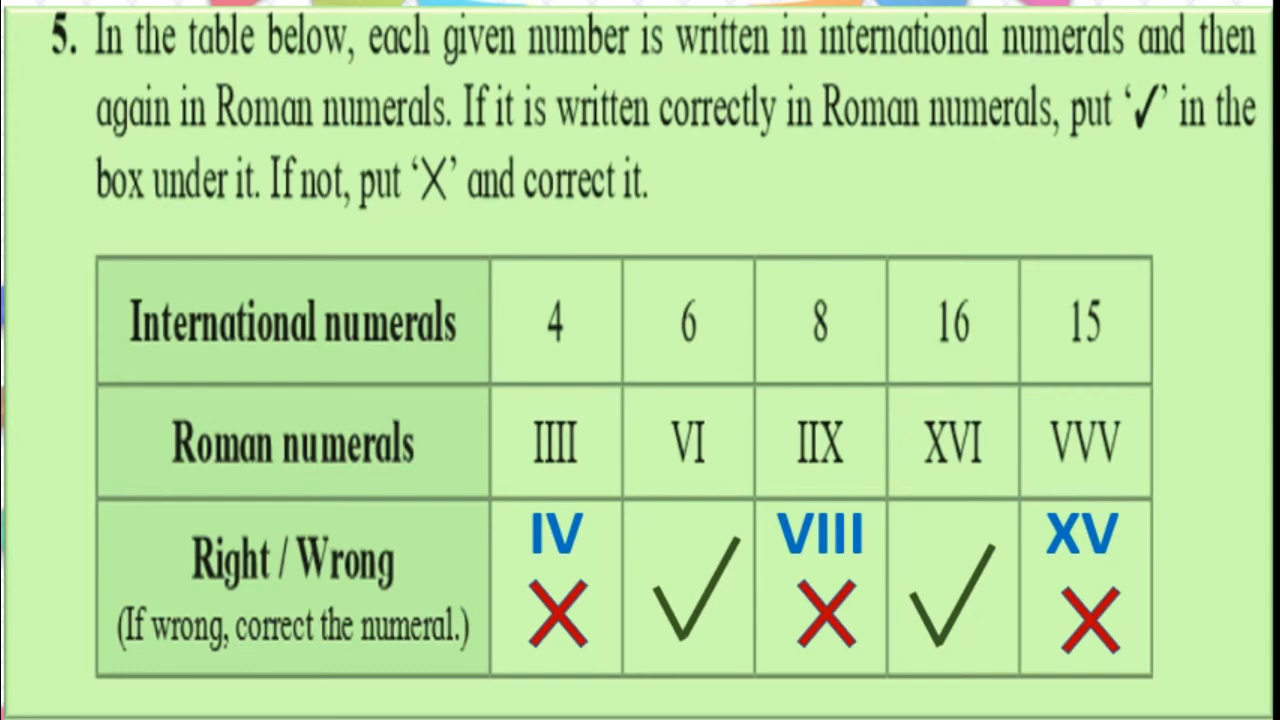 5. In the table below, each given number is written in international numerals and then
again in Roman numerals. If it is written correctly in Roman numerals, put ‘✓’ in the
box under it. If not, put ‘X’ and correct it.
International numerals 4 6 8 16 15
Roman numerals IIII VI IIX XVI VVV
Right / Wrong IV ✓ VIII ✓ XV
(If wrong, correct the numeral.) X X X